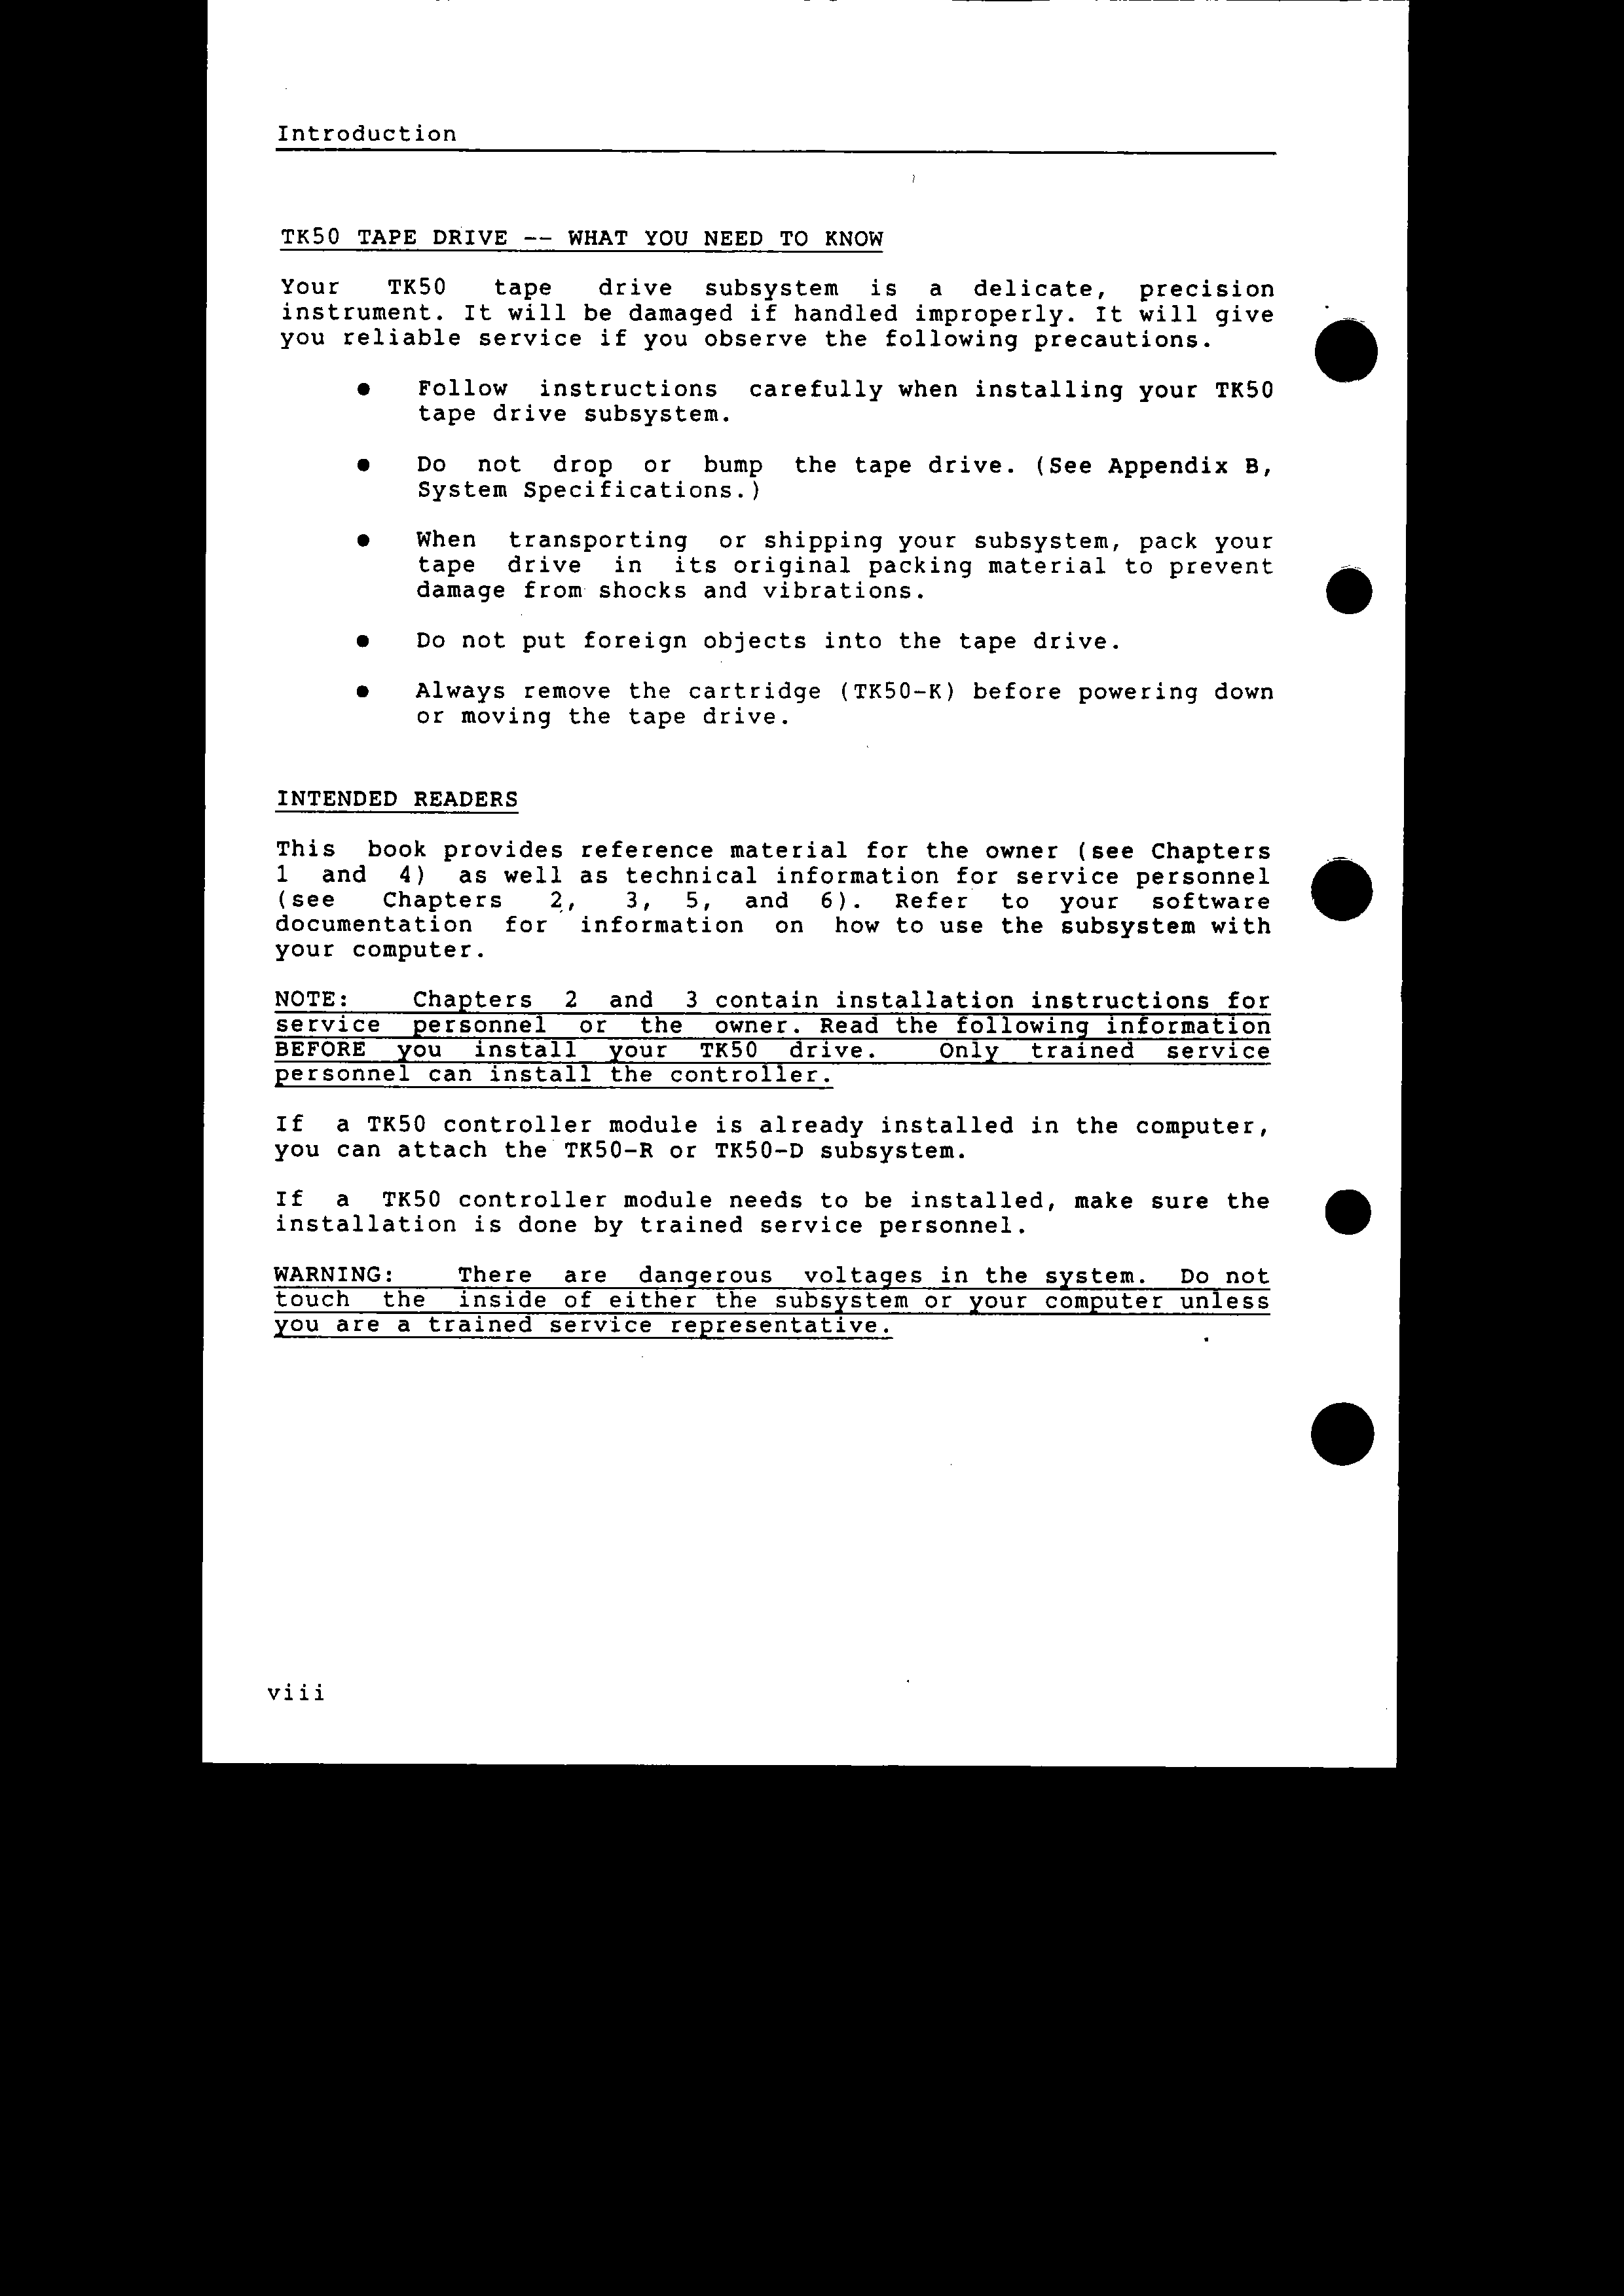 Introduction
TK50 TAPE DRIVE -- WHAT YOU NEED TO KNOW
Your TK50 tape drive subsystem is a delicate, precision
instrument. It will be damaged if handled improperly. It will give
you reliable service if you observe the following precautions.
● Follow instructions carefully when installing your TK50
tape drive subsystem.
● Do not drop or bump the tape drive. (See Appendix B,
System Specifications.)
● When transporting or shipping your subsystem, pack your
tape drive in its original packing material to prevent
damage from shocks and vibrations.
● Do not put foreign objects into the tape drive.
● Always remove the cartridge (TK50-K) before powering down
or moving the tape drive.
INTENDED READERS
This book provides reference material for the owner (see Chapters
1 and 4) as well as technical information for service personnel
(see Chapters 2, 3, 5, and 6). Refer to your software
documentation for information on how to use the subsystem with
your computer.
NOTE: Chapters 2 and 3 contain installation instructions for
service personnel or the owner. Read the following information
BEFORE you install your TK50 drive. Only trained service
personnel can install the controller.
If a TK50 controller module is already installed in the computer,
you can attach the TK50-R or TK50-D subsystem.
If a TK50 controller module needs to be installed, make sure the
installation is done by trained service personnel.
WARNING: There are dangerous voltages in the system. Do not
touch the inside of either the subsystem or your computer unless
you are a trained service representative.
viii